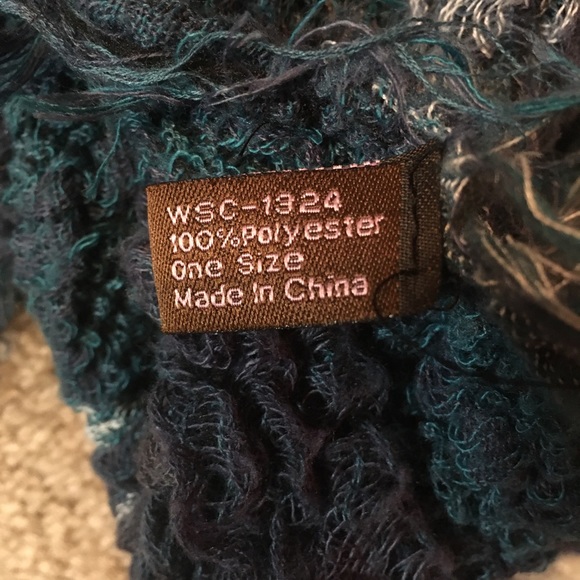 WSC-1324
100%Polyester
One Size
Made In China